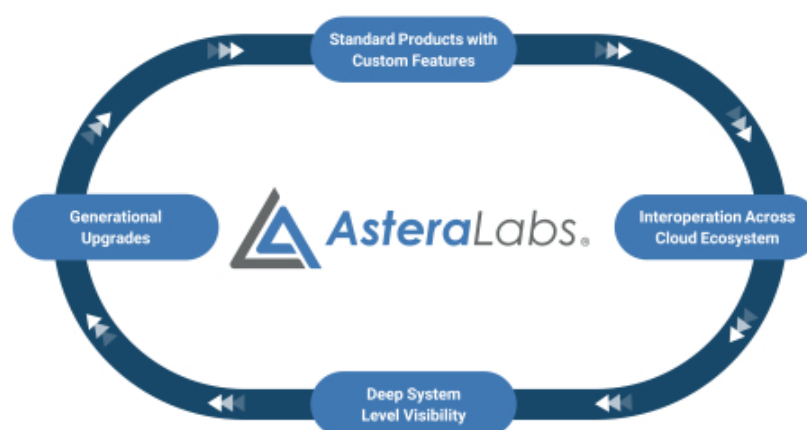 Standard Products with
Custom Features
Generational
Upgrades
AsteraLabs®
Interoperation Across
Cloud Ecosystem
Deep System
Level Visibility